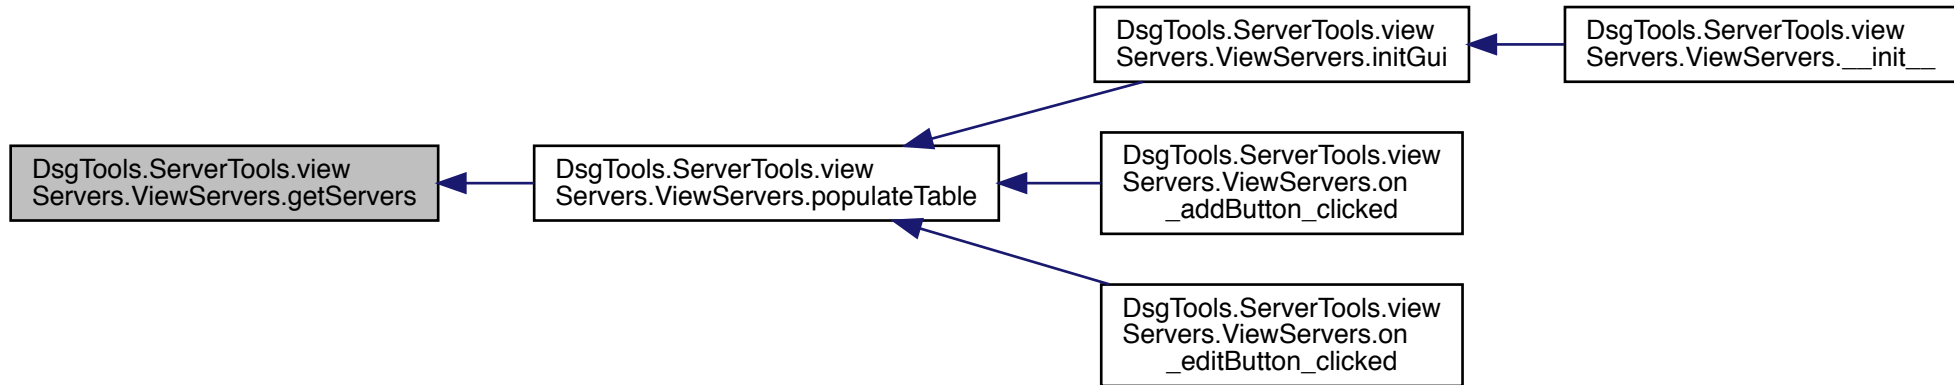 DsgTools.ServerTools.view
Servers.ViewServers.getServers
DsgTools.ServerTools.view
Servers.ViewServers.populateTable
DsgTools.ServerTools.view
Servers.ViewServers.initGui
DsgTools.ServerTools.view
Servers.ViewServers.__init__
DsgTools.ServerTools.view
Servers.ViewServers.on
_addButton_clicked
DsgTools.ServerTools.view
Servers.ViewServers.on
_editButton_clicked